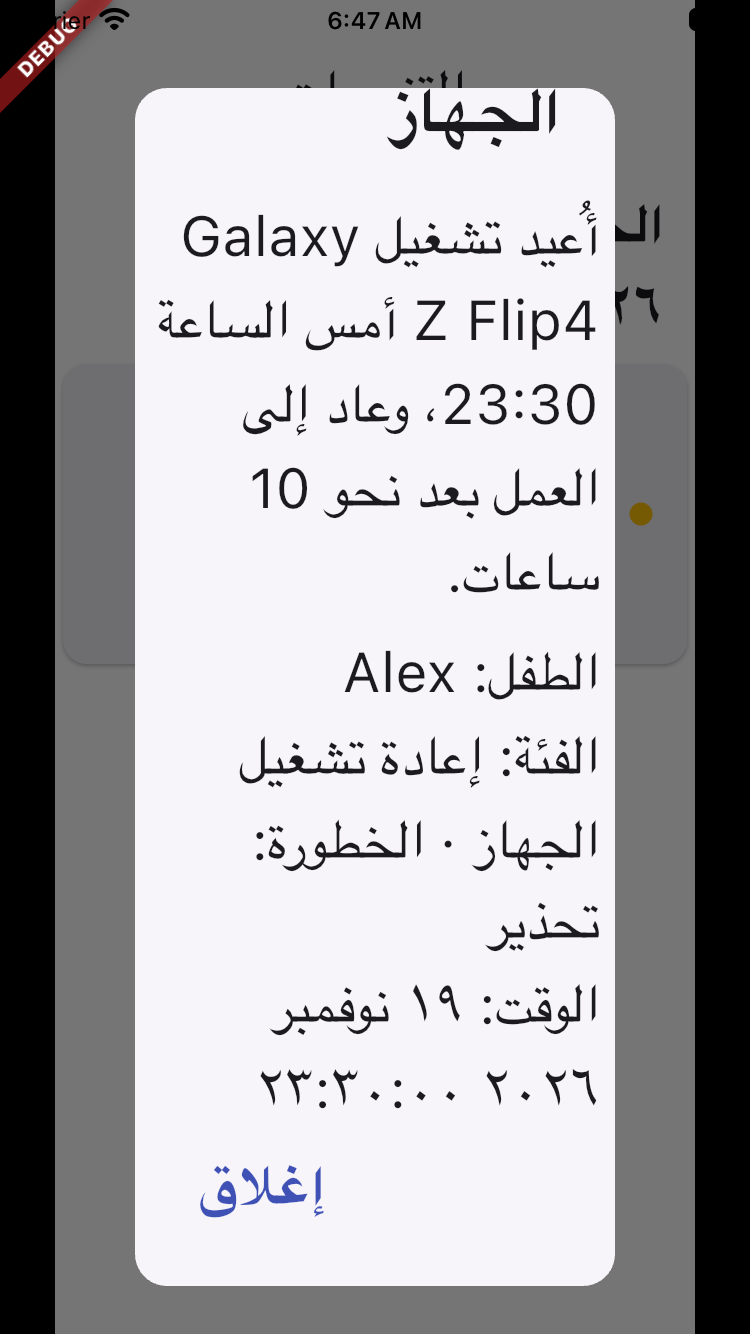 6:47 AM
DEBUG
الجهاز
أُعيد تشغيل Galaxy
Z Flip4 أمس الساعة
23:30، وعاد إلى
العمل بعد نحو 10
ساعات.
الطفل: Alex
الفئة: إعادة تشغيل
الجهاز · الخطورة:
تحذير
الوقت: ١٩ نوفمبر
٢٠٢٦ ٢٣:٣٠:٠٠
إغلاق